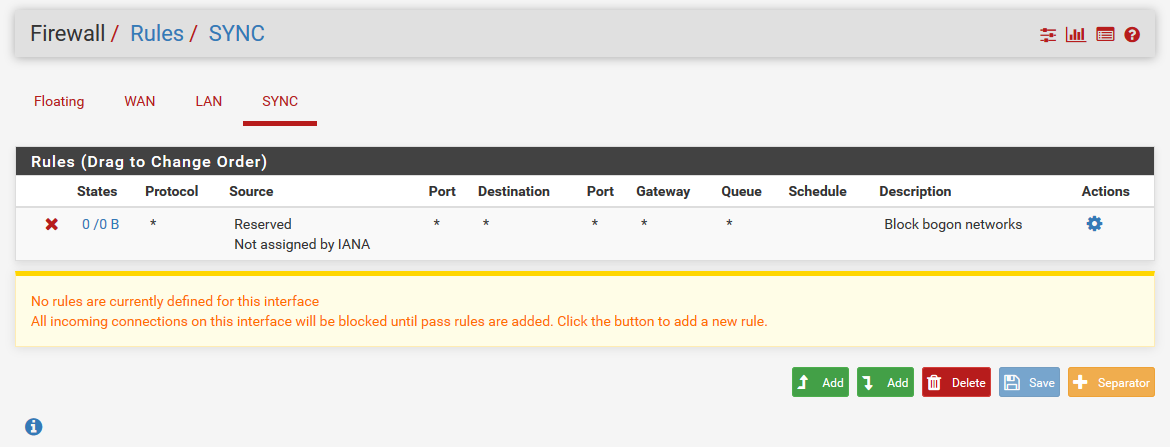 Firewall / Rules / SYNC
Floating WAN LAN SYNC
Rules (Drag to Change Order)
States Protocol Source Port Destination Port Gateway Queue Schedule Description Actions
0 /0 B * Reserved * * * * * Block bogon networks
Not assigned by IANA
No rules are currently defined for this interface
All incoming connections on this interface will be blocked until pass rules are added. Click the button to add a new rule.
Add Add Delete Save Separator